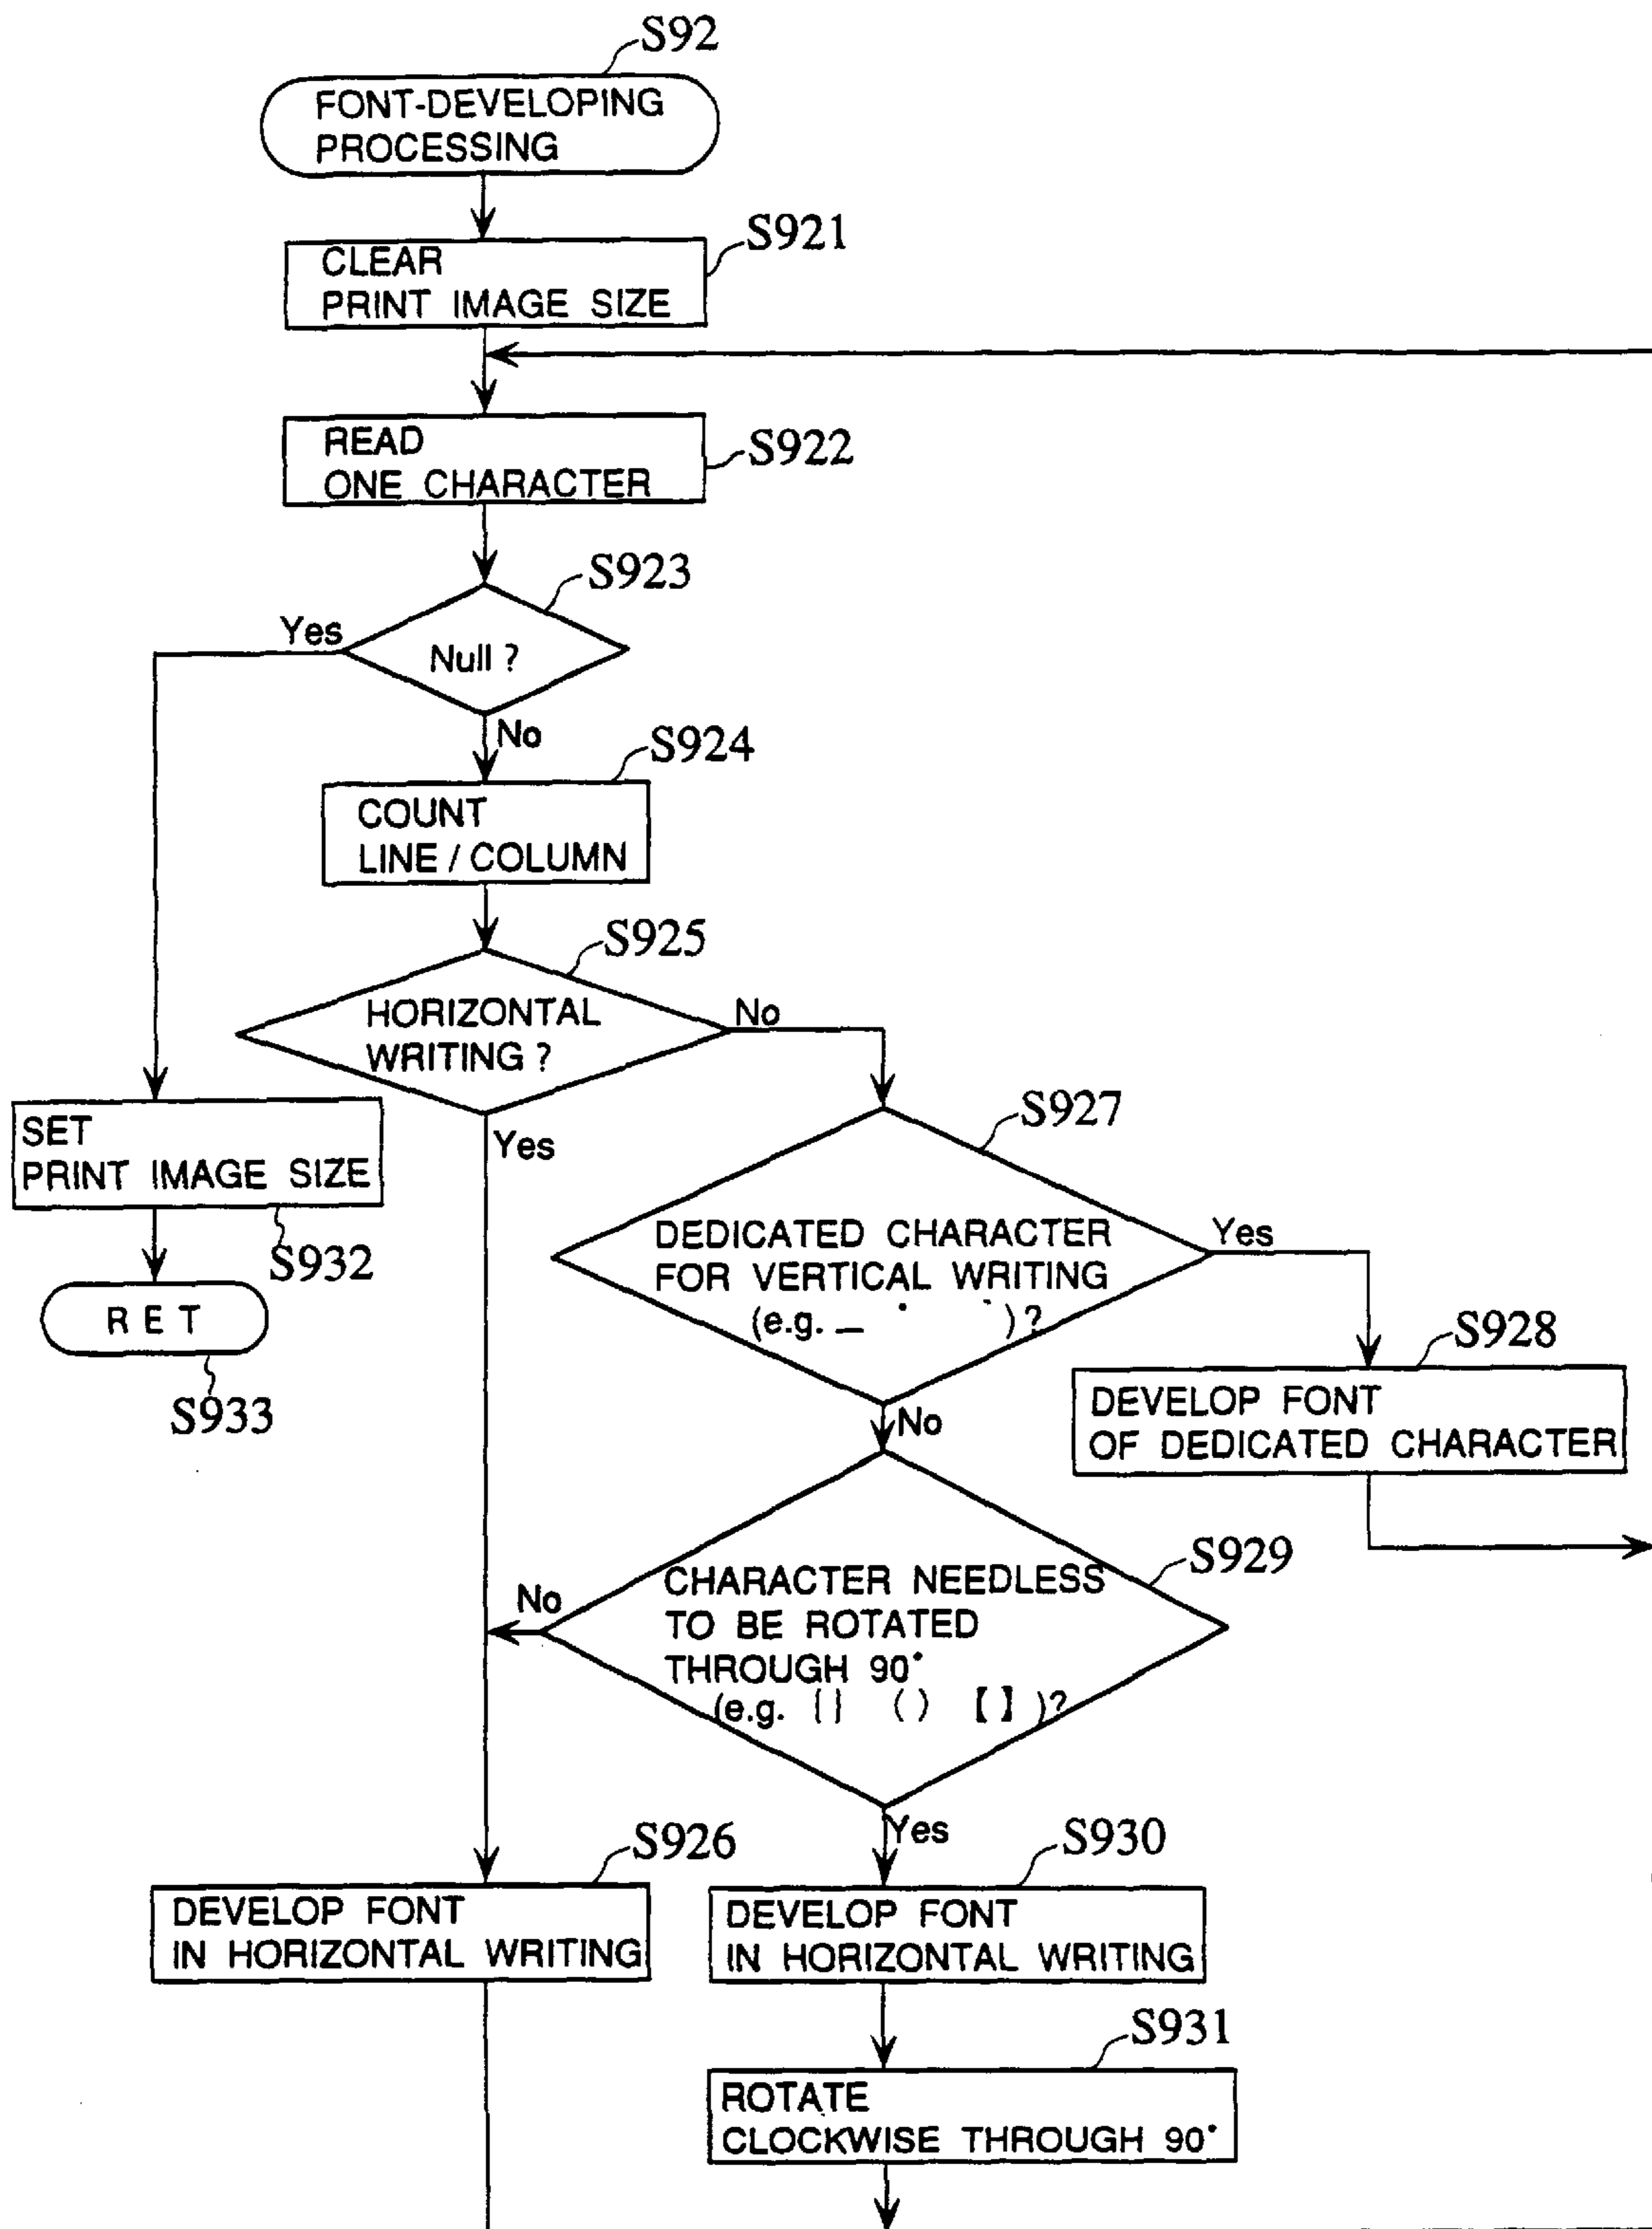 S92
FONT-DEVELOPING
PROCESSING
S921
CLEAR
PRINT IMAGE SIZE
READ
ONE CHARACTER
S922
S923
Yes
Null ?
No
S924
COUNT
LINE / COLUMN
S925
HORIZONTAL
WRITING ?
No
Yes
SET
PRINT IMAGE SIZE
S932
R E T
S933
S927
DEDICATED CHARACTER
FOR VERTICAL WRITING
(e.g. _ )?
Yes
No
S928
DEVELOP FONT
OF DEDICATED CHARACTER
S929
No
CHARACTER NEEDLESS
TO BE ROTATED
THROUGH 90°
(e.g. {} () 【】)?
Yes
S926
DEVELOP FONT
IN HORIZONTAL WRITING
S930
DEVELOP FONT
IN HORIZONTAL WRITING
S931
ROTATE
CLOCKWISE THROUGH 90°